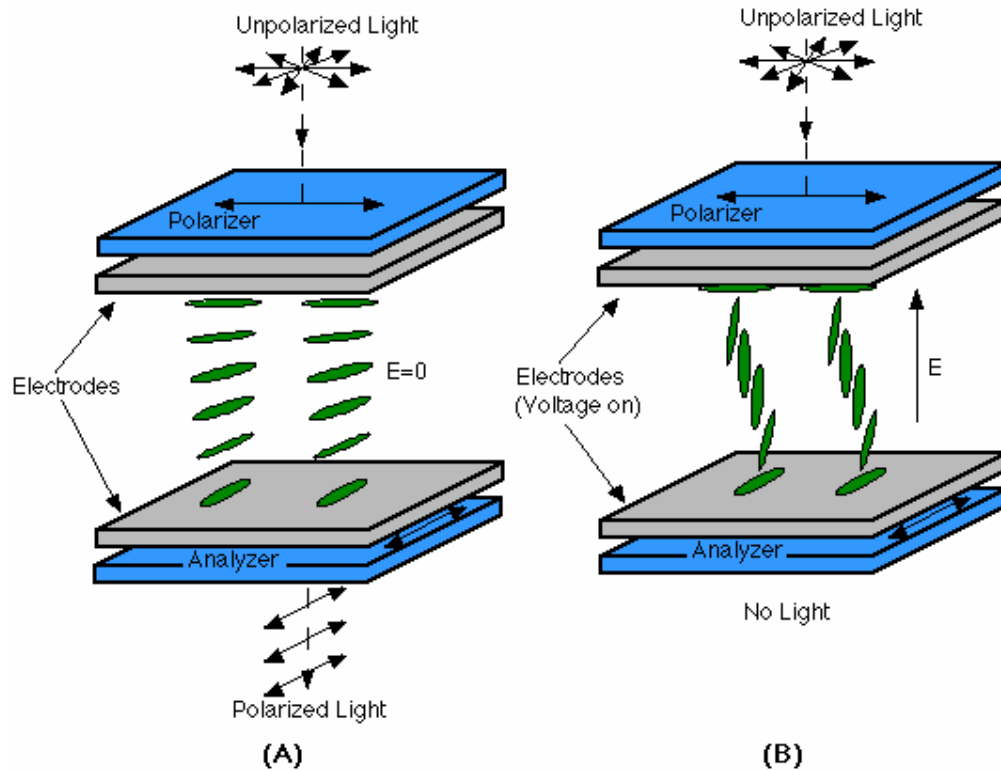 Unpolarized Light
Polarizer
E=0
Electrodes
Analyzer
Polarized Light
(A)
Unpolarized Light
Polarizer
E
Electrodes
(Voltage on)
Analyzer
No Light
(B)